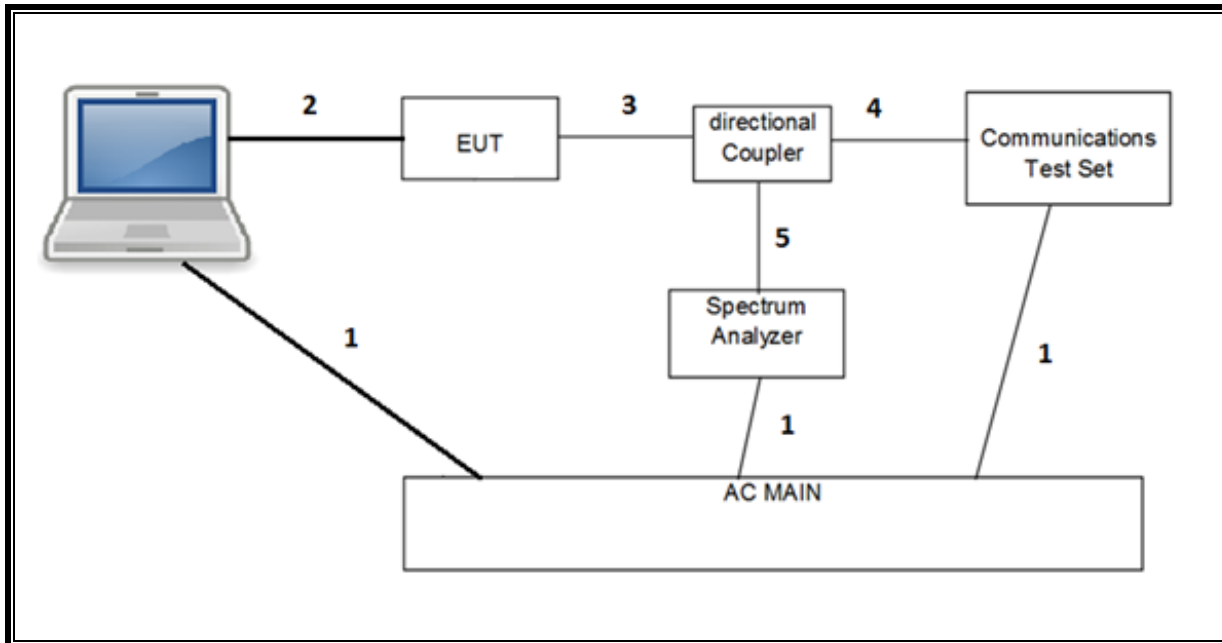 2
EUT
3
directional
Coupler
4
Communications
Test Set
5
Spectrum
Analyzer
1
1
1
AC MAIN